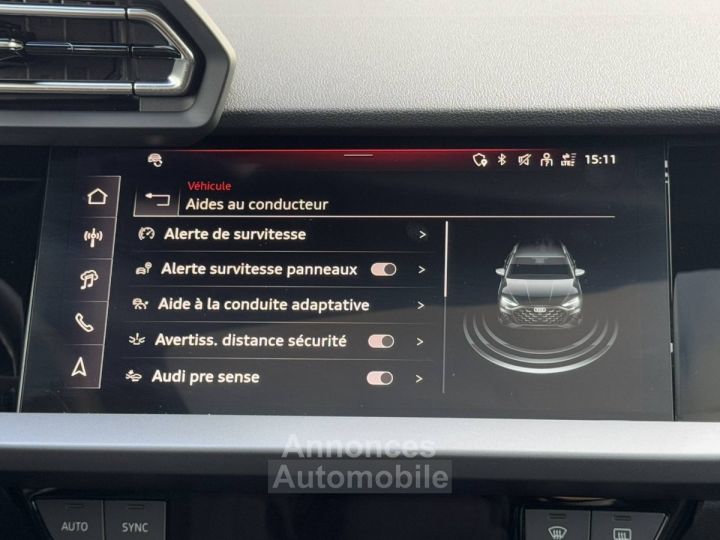 15:11
Véhicule
Aides au conducteur
Alerte de survitesse
Alerte survitesse panneaux
Aide à la conduite adaptative
Avertiss. distance sécurité
Audi pre sense
Annonces
Automobile
AUTO
SYNC